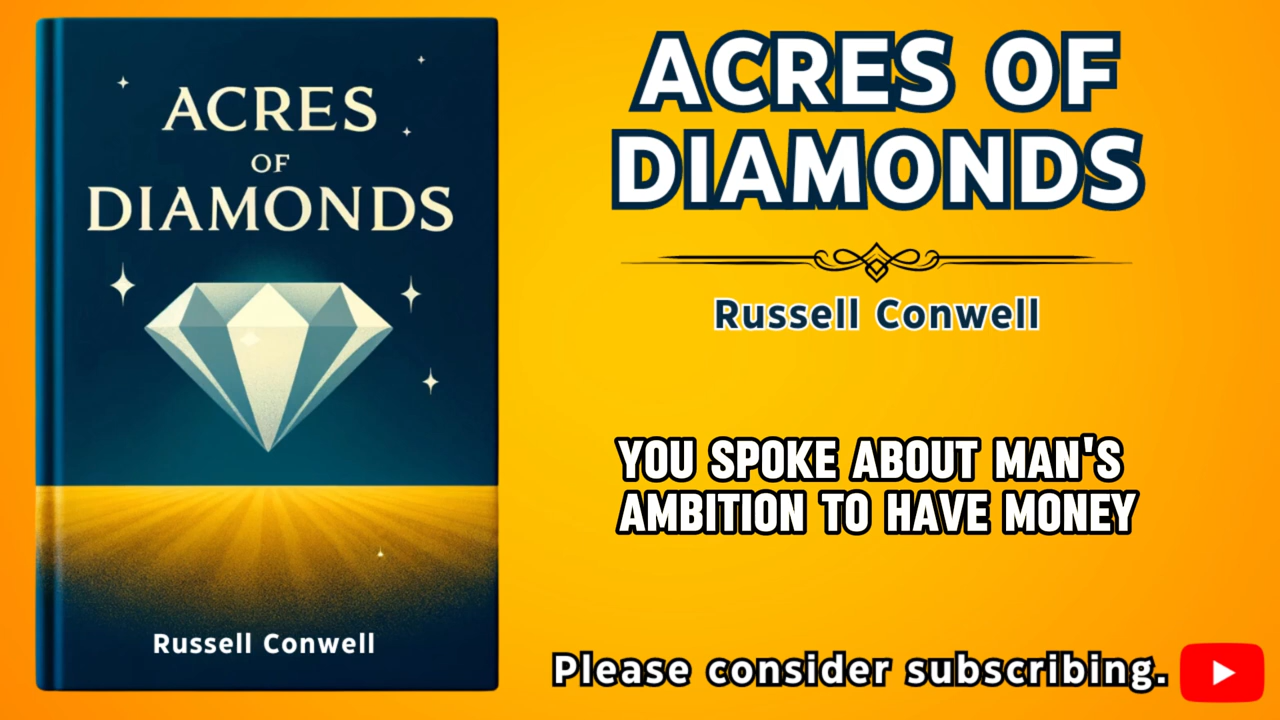 ACRES
OF
DIAMONDS
Russell Conwell
ACRES OF
DIAMONDS
Russell Conwell
YOU SPOKE ABOUT MAN'S
AMBITION TO HAVE MONEY
Please consider subscribing.